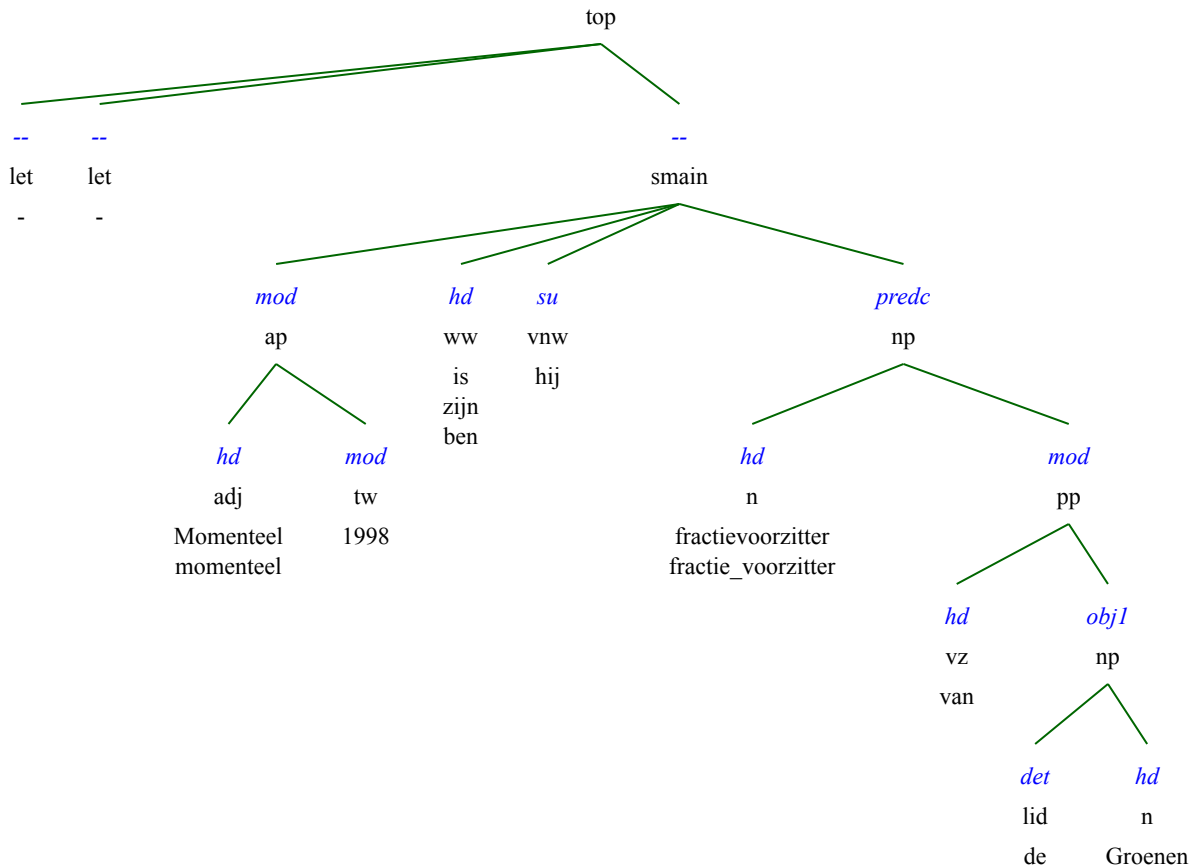 top
-- -- --
let let smain
- -
mod hd su predc
ap ww vnw np
is hij
zijn
ben
hd mod hd mod
adj tw n pp
Momenteel 1998 fractievoorzitter
momenteel fractie_voorzitter
hd obj1
vz np
van
det hd
lid n
de Groenen